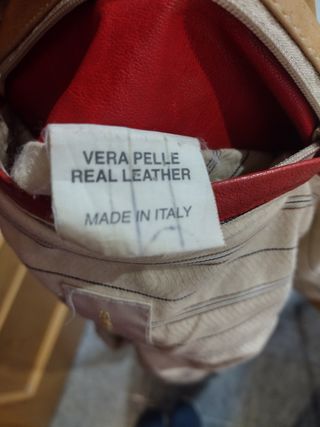 VERA PELLE
REAL LEATHER
MADE IN ITALY